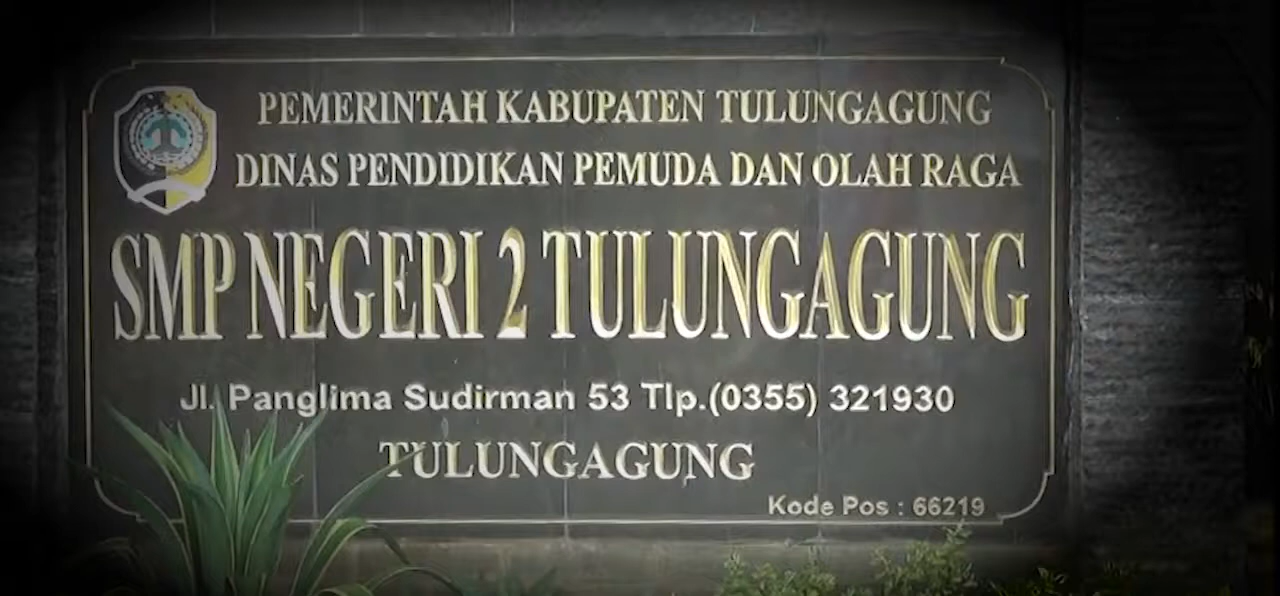 PEMERINTAH KABUPATEN TULUNGAGUNG
DINAS PENDIDIKAN PEMUDA DAN OLAH RAGA
SMP NEGERI 2 TULUNGAGUNG
Jl. Panglima Sudirman 53 Tlp.(0355) 321930
TULUNGAGUNG
Kode Pos : 66219